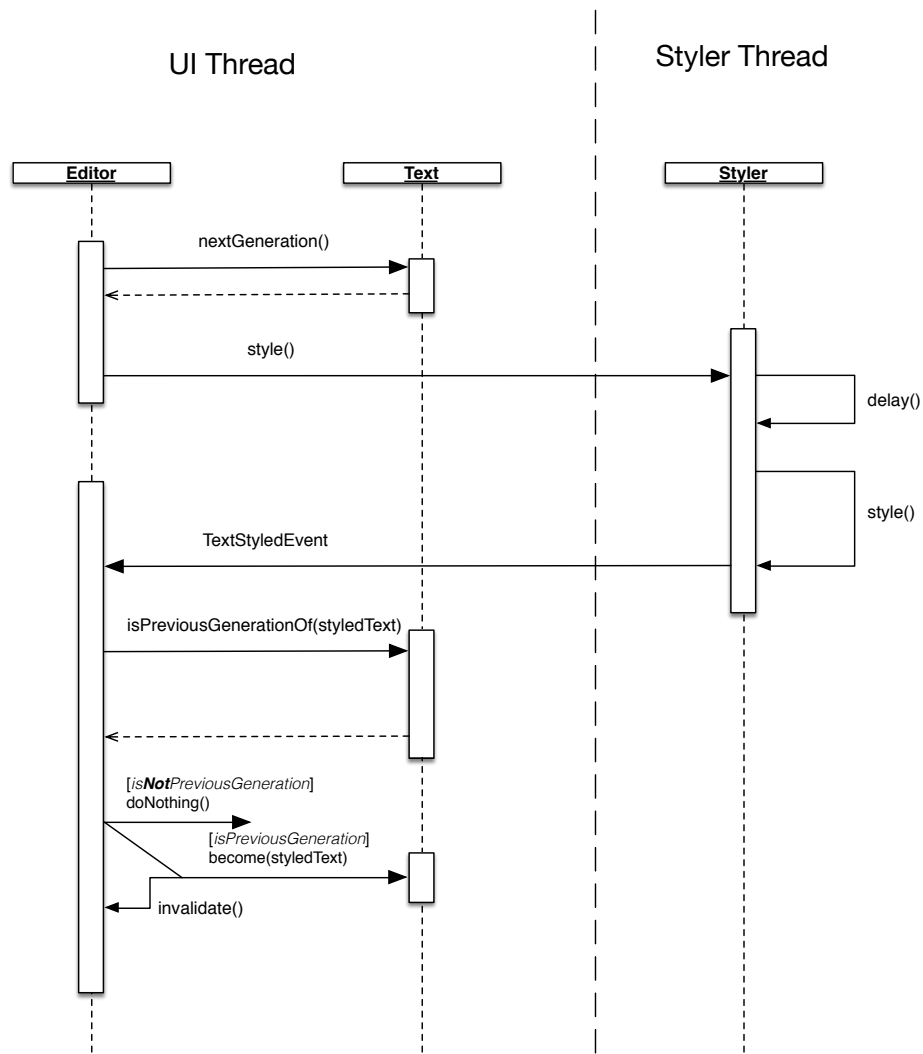 UI Thread
Styler Thread
Editor
Text
Styler
nextGeneration()
style()
delay()
style()
TextStyledEvent
isPreviousGenerationOf(styledText)
[isNotPreviousGeneration]
doNothing()
[isPreviousGeneration]
become(styledText)
invalidate()